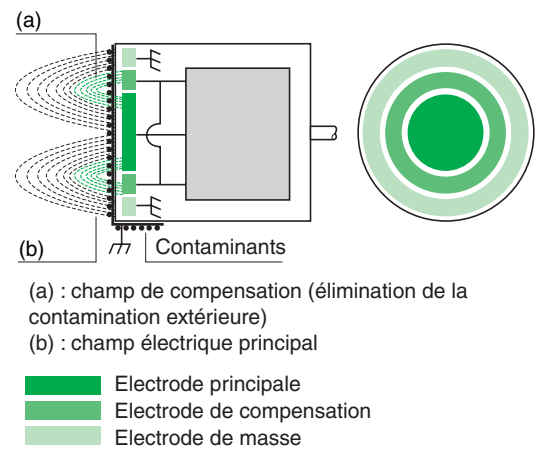 (a)
(b)
Contaminants
(a) : champ de compensation (élimination de la
contamination extérieure)
(b) : champ électrique principal
Electrode principale
Electrode de compensation
Electrode de masse